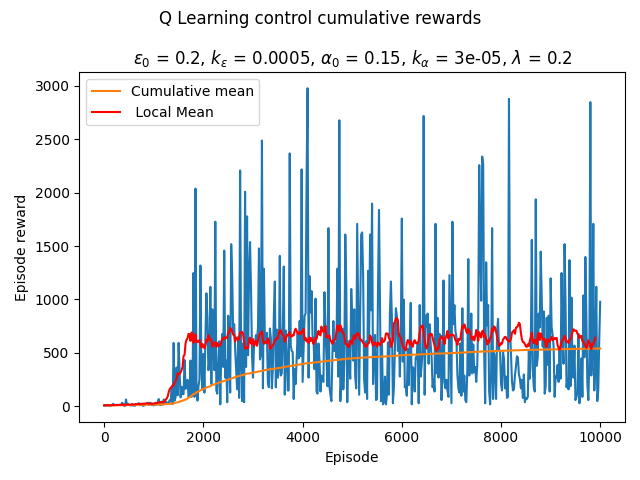 Q Learning control cumulative rewards
ε₀ = 0.2, kε = 0.0005, α₀ = 0.15, kα = 3e-05, λ = 0.2
Cumulative mean
Local Mean
Episode reward
3000
2500
2000
1500
1000
500
0
0 2000 4000 6000 8000 10000
Episode